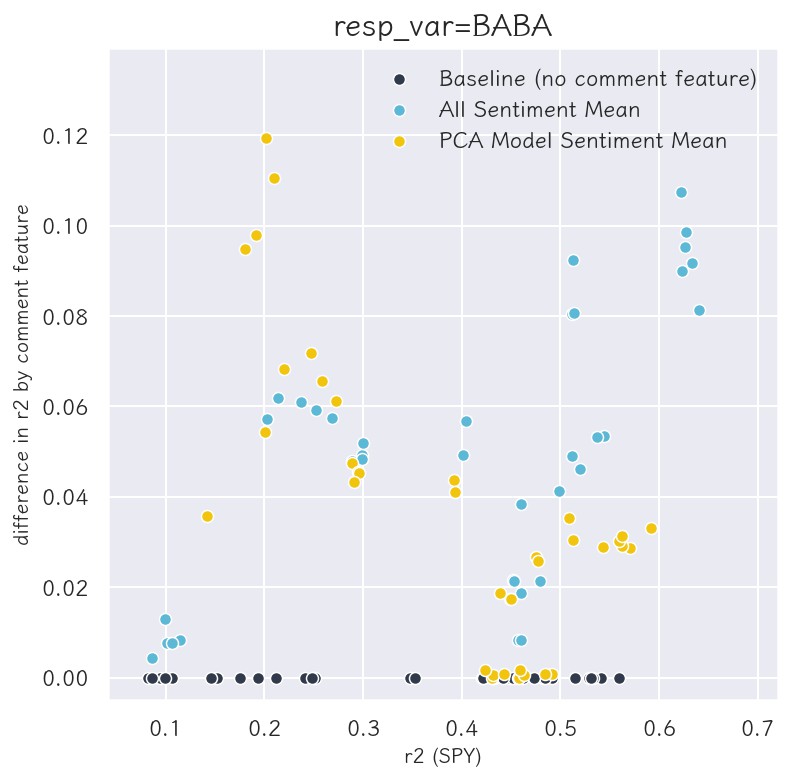 resp_var=BABA
Baseline (no comment feature)
All Sentiment Mean
PCA Model Sentiment Mean
difference in r2 by comment feature
0.12
0.10
0.08
0.06
0.04
0.02
0.00
0.1 0.2 0.3 0.4 0.5 0.6 0.7
r2 (SPY)